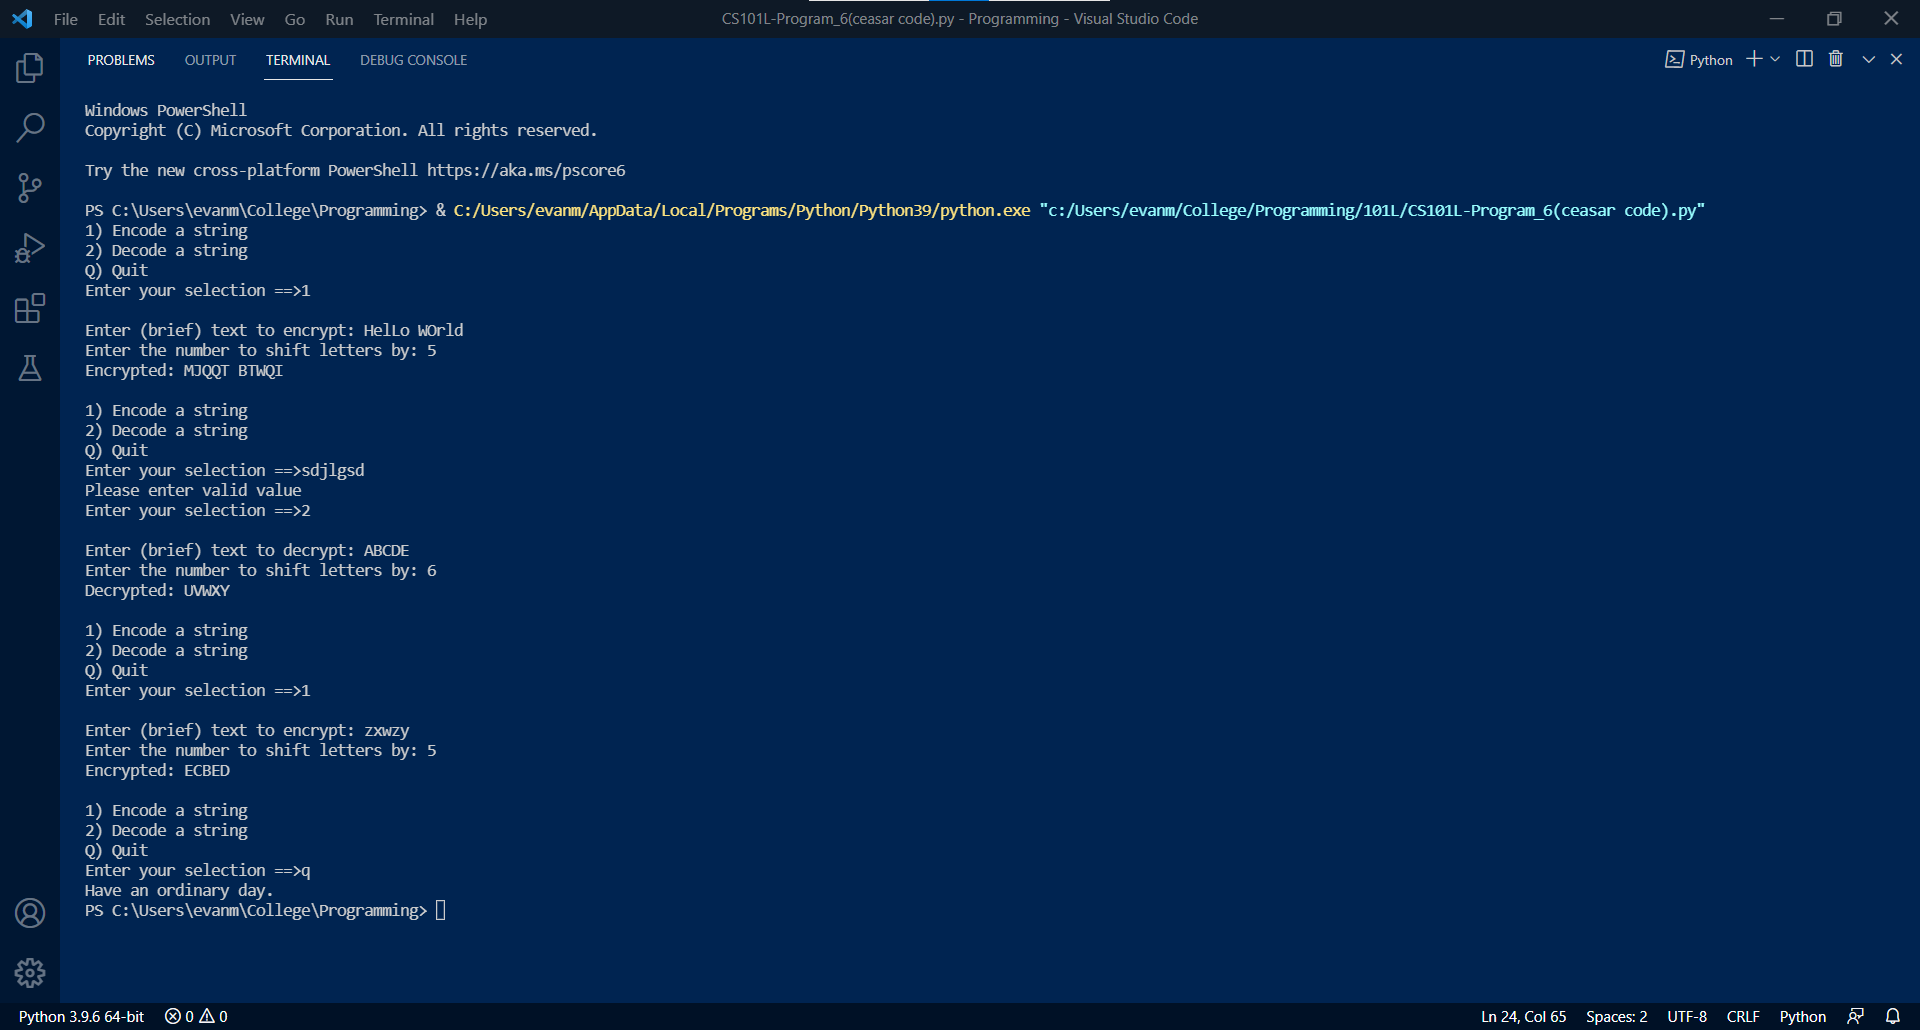 File Edit Selection View Go Run Terminal Help CS101L-Program_6(ceasar code).py - Programming - Visual Studio Code
PROBLEMS OUTPUT TERMINAL DEBUG CONSOLE Python
Windows PowerShell
Copyright (C) Microsoft Corporation. All rights reserved.
Try the new cross-platform PowerShell https://aka.ms/pscore6
PS C:\Users\evanm\College\Programming> & C:/Users/evanm/AppData/Local/Programs/Python/Python39/python.exe "c:/Users/evanm/College/Programming/101L/CS101L-Program_6(ceasar code).py"
1) Encode a string
2) Decode a string
Q) Quit
Enter your selection ==>1
Enter (brief) text to encrypt: HelLo WOrld
Enter the number to shift letters by: 5
Encrypted: MJQQT BTWQI
1) Encode a string
2) Decode a string
Q) Quit
Enter your selection ==>sdjlgsd
Please enter valid value
Enter your selection ==>2
Enter (brief) text to decrypt: ABCDE
Enter the number to shift letters by: 6
Decrypted: UVWXY
1) Encode a string
2) Decode a string
Q) Quit
Enter your selection ==>1
Enter (brief) text to encrypt: zxwzy
Enter the number to shift letters by: 5
Encrypted: ECBED
1) Encode a string
2) Decode a string
Q) Quit
Enter your selection ==>q
Have an ordinary day.
PS C:\Users\evanm\College\Programming>
Python 3.9.6 64-bit 0 0 Ln 24, Col 65 Spaces: 2 UTF-8 CRLF Python